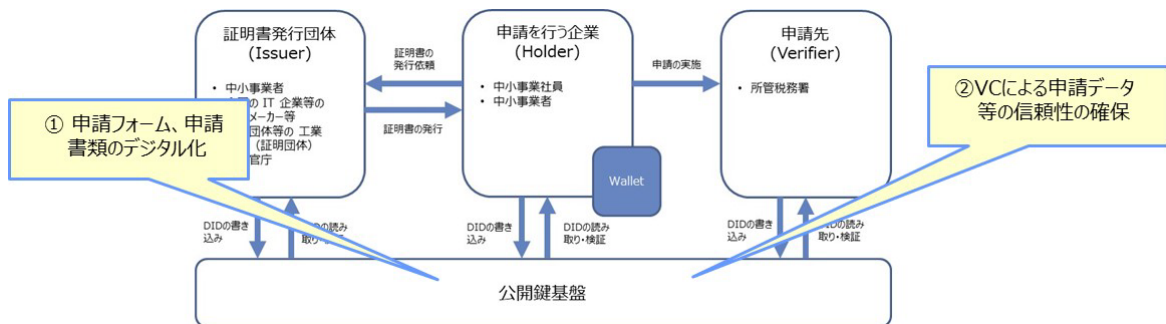 証明書発行団体
(Issuer)
・ 中小事業者
の IT 企業等の
メーカー等
団体等の 工業
（証明団体）
官庁
① 申請フォーム、申請
書類のデジタル化
証明書の
発行依頼
証明書の発行
申請を行う企業
(Holder)
・ 中小事業社員
・ 中小事業者
Wallet
申請の実施
申請先
(Verifier)
・ 所管税務署
②VCによる申請データ
等の信頼性の確保
DIDの書き
込み
の読み
取り・検証
DIDの書き
込み
DIDの読み
取り・検証
DIDの書き
込み
DIDの読み
取り・検証
公開鍵基盤